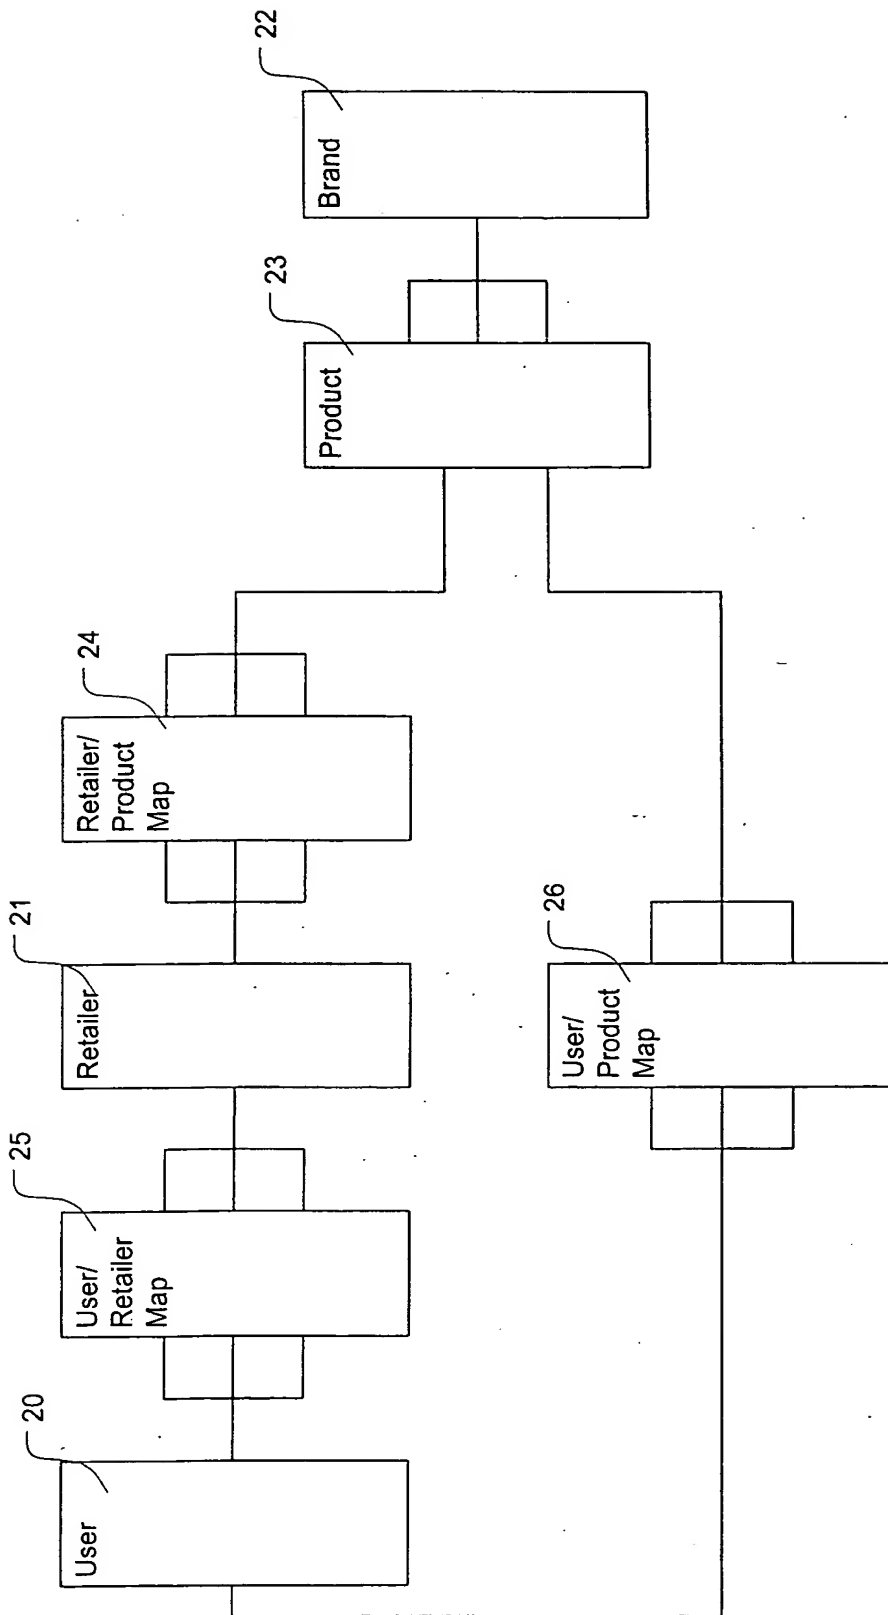 20
User
25
User/
Retailer
Map
21
Retailer
24
Retailer/
Product
Map
26
User/
Product
Map
23
Product
22
Brand